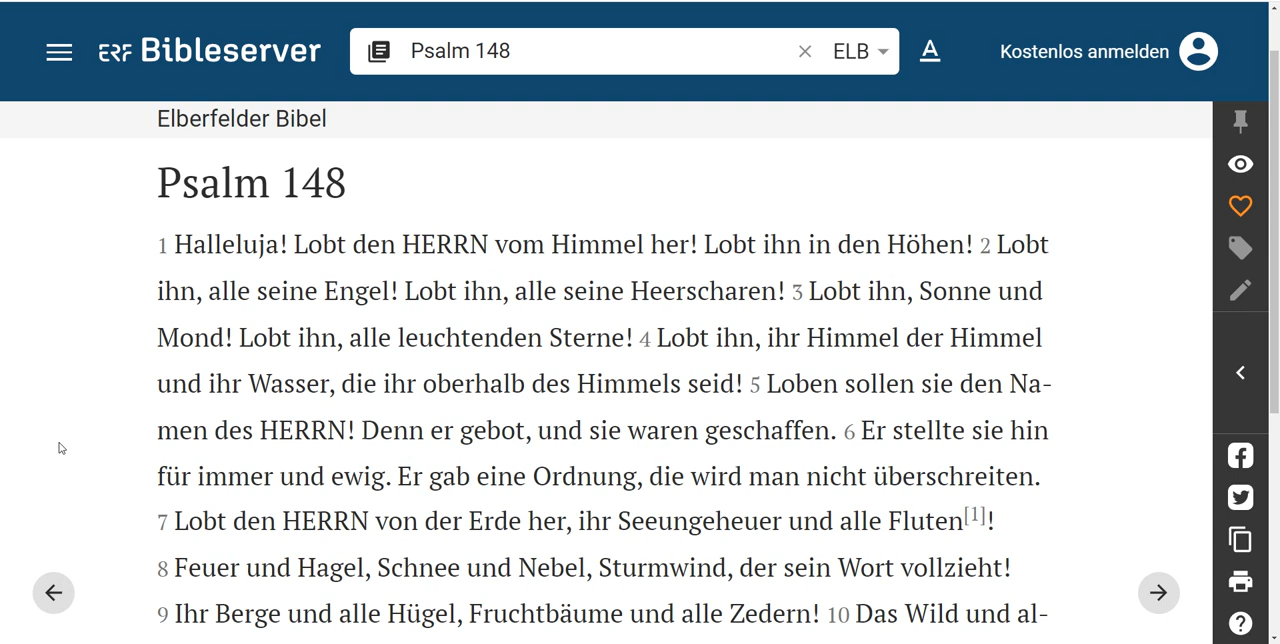 ERF Bibleserver
Psalm 148
ELB
A
Kostenlos anmelden
Elberfelder Bibel
Psalm 148
1 Halleluja! Lobt den HERRN vom Himmel her! Lobt ihn in den Höhen! 2 Lobt
ihn, alle seine Engel! Lobt ihn, alle seine Heerscharen! 3 Lobt ihn, Sonne und
Mond! Lobt ihn, alle leuchtenden Sterne! 4 Lobt ihn, ihr Himmel der Himmel
und ihr Wasser, die ihr oberhalb des Himmels seid! 5 Loben sollen sie den Na-
men des HERRN! Denn er gebot, und sie waren geschaffen. 6 Er stellte sie hin
für immer und ewig. Er gab eine Ordnung, die wird man nicht überschreiten.
7 Lobt den HERRN von der Erde her, ihr Seeungeheuer und alle Fluten[1]!
8 Feuer und Hagel, Schnee und Nebel, Sturmwind, der sein Wort vollzieht!
9 Ihr Berge und alle Hügel, Fruchtbäume und alle Zedern! 10 Das Wild und al-